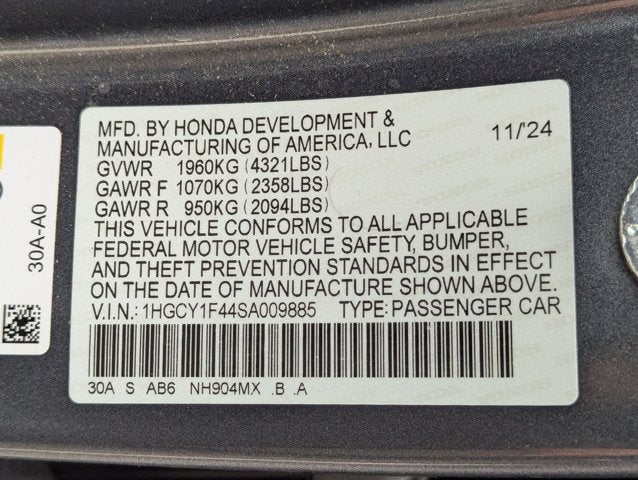 MFD. BY HONDA DEVELOPMENT &
MANUFACTURING OF AMERICA, LLC 11/24
GVWR 1960KG (4321LBS)
GAWR F 1070KG (2358LBS)
GAWR R 950KG (2094LBS)
THIS VEHICLE CONFORMS TO ALL APPLICABLE
FEDERAL MOTOR VEHICLE SAFETY, BUMPER,
AND THEFT PREVENTION STANDARDS IN EFFECT
ON THE DATE OF MANUFACTURE SHOWN ABOVE.
V.I.N.: 1HGCY1F44SA009885 TYPE: PASSENGER CAR
30A S AB6 NH904MX .B .A
30A-A0